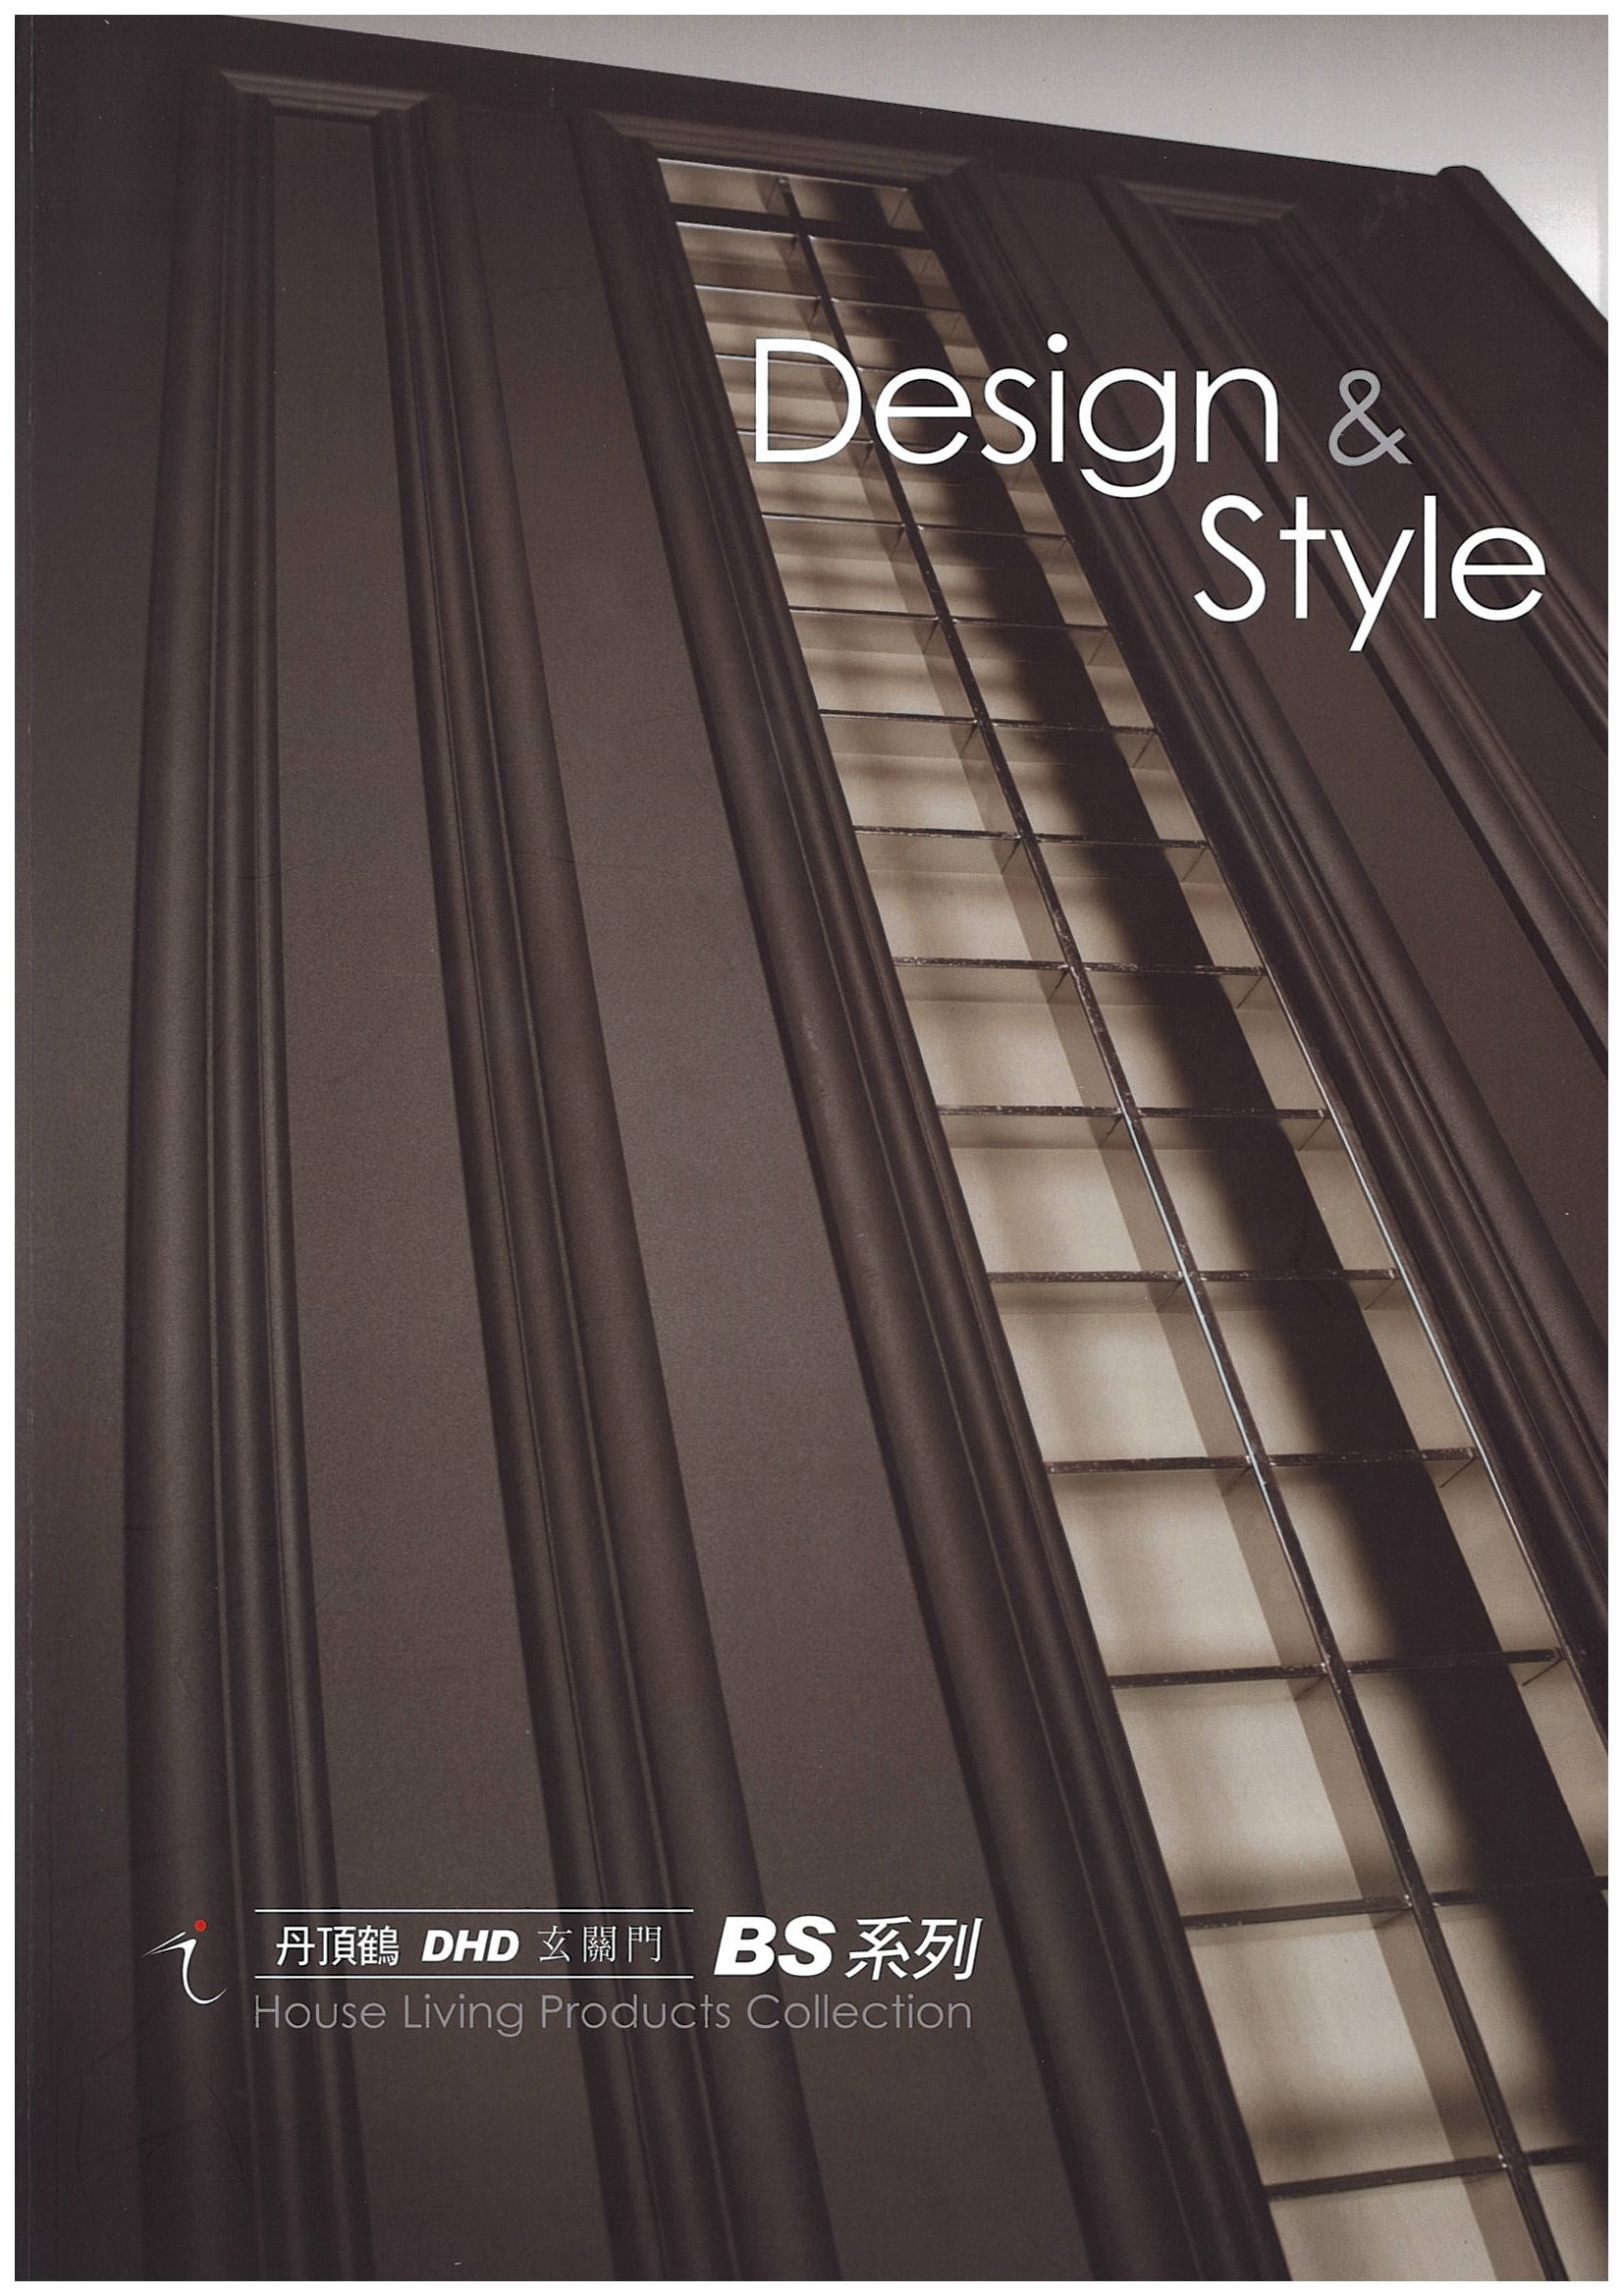 Design &
Style
丹頂鶴 DHD 玄關門 BS系列
House Living Products Collection